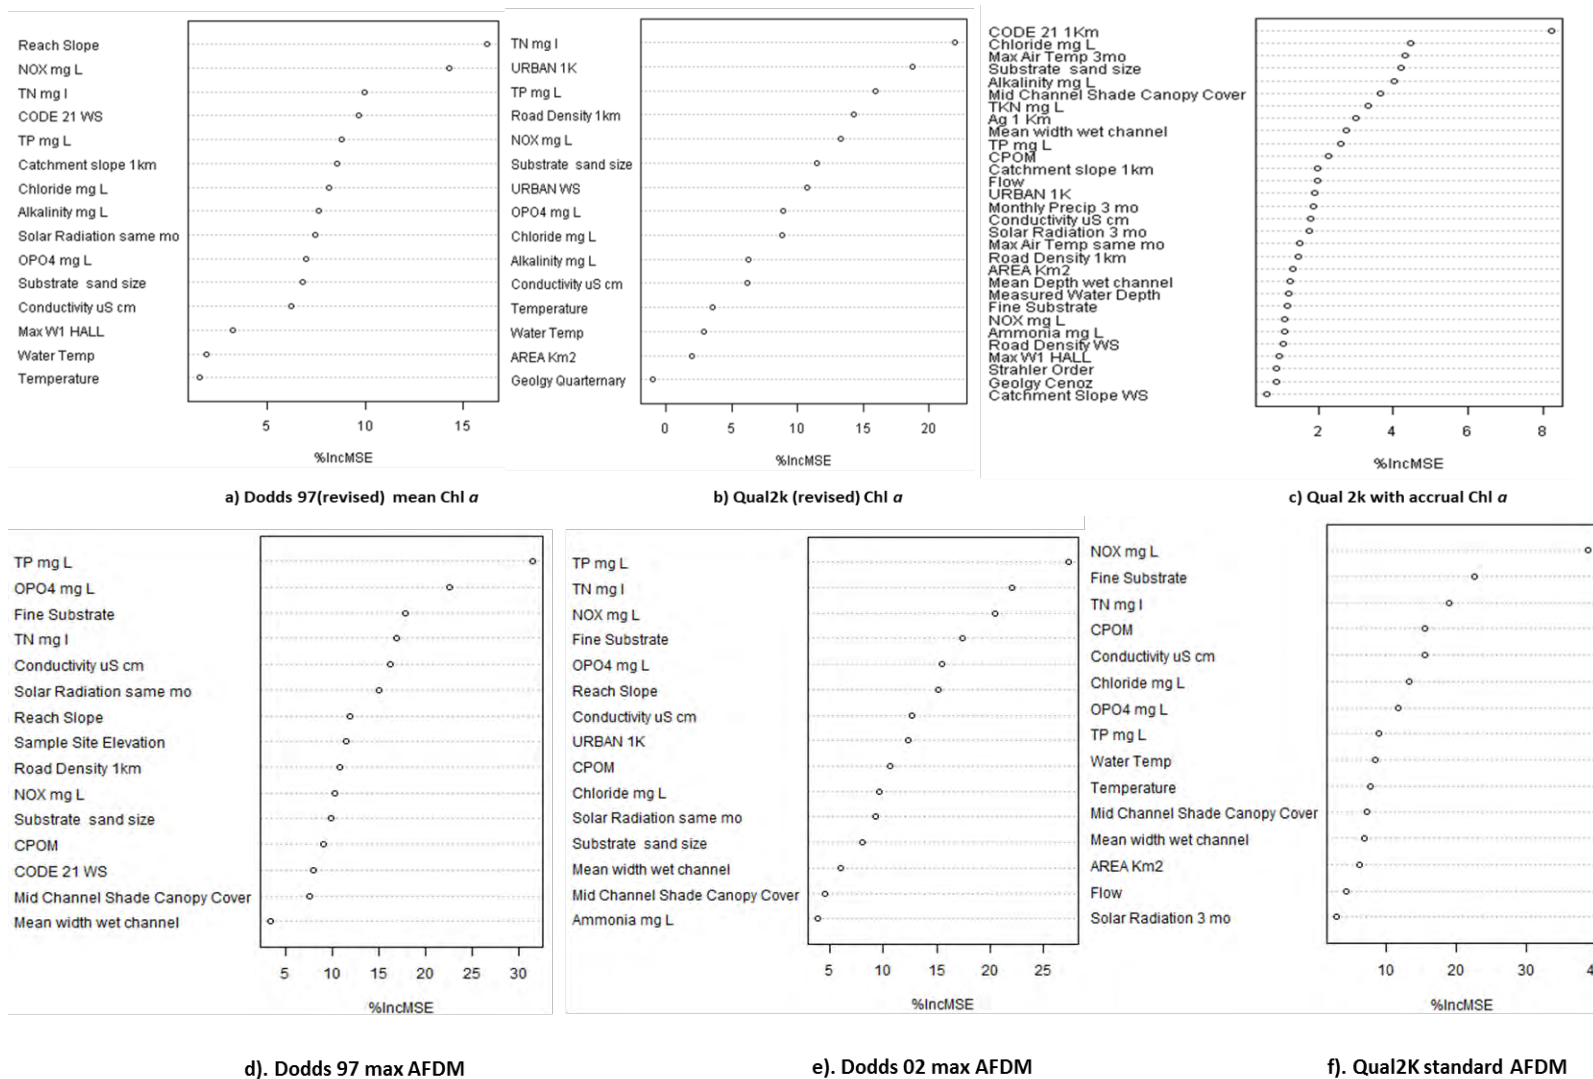 Reach Slope
NOX mg L
TN mg l
CODE 21 WS
TP mg L
Catchment slope 1km
Chloride mg L
Alkalinity mg L
Solar Radiation same mo
OPO4 mg L
Substrate sand size
Conductivity uS cm
Max W1 HALL
Water Temp
Temperature
5 10 15
%IncMSE
a) Dodds 97(revised) mean Chl a
TN mg l
URBAN 1K
TP mg L
Road Density 1km
NOX mg L
Substrate sand size
URBAN WS
OPO4 mg L
Chloride mg L
Alkalinity mg L
Conductivity uS cm
Temperature
Water Temp
AREA Km2
Geolgy Quarternary
0 5 10 15 20
%IncMSE
b) Qual2k (revised) Chl a
CODE 21 1Km
Chloride mg L
Max Air Temp 3mo
Substrate sand size
Alkalinity mg L
Mid Channel Shade Canopy Cover
TKN mg L
Ag 1 Km
Mean width wet channel
TP mg L
CPOM
Catchment slope 1km
Flow
URBAN 1K
Monthly Precip 3 mo
Conductivity uS cm
Solar Radiation 3 mo
Max Air Temp same mo
Road Density 1km
AREA Km2
Mean Depth wet channel
Measured Water Depth
Fine Substrate
NOX mg L
Ammonia mg L
Road Density WS
Max W1 HALL
Strahler Order
Geolgy Cenoz
Catchment Slope WS
2 4 6 8
%IncMSE
c) Qual 2k with accrual Chl a
TP mg L
OPO4 mg L
Fine Substrate
TN mg l
Conductivity uS cm
Solar Radiation same mo
Reach Slope
Sample Site Elevation
Road Density 1km
NOX mg L
Substrate sand size
CPOM
CODE 21 WS
Mid Channel Shade Canopy Cover
Mean width wet channel
5 10 15 20 25 30
%IncMSE
d). Dodds 97 max AFDM
TP mg L
TN mg l
NOX mg L
Fine Substrate
OPO4 mg L
Reach Slope
Conductivity uS cm
URBAN 1K
CPOM
Chloride mg L
Solar Radiation same mo
Substrate sand size
Mean width wet channel
Mid Channel Shade Canopy Cover
Ammonia mg L
5 10 15 20 25
%IncMSE
e). Dodds 02 max AFDM
NOX mg L
Fine Substrate
TN mg l
CPOM
Conductivity uS cm
Chloride mg L
OPO4 mg L
TP mg L
Water Temp
Temperature
Mid Channel Shade Canopy Cover
Mean width wet channel
AREA Km2
Flow
Solar Radiation 3 mo
10 20 30 4
%IncMSE
f). Qual2K standard AFDM